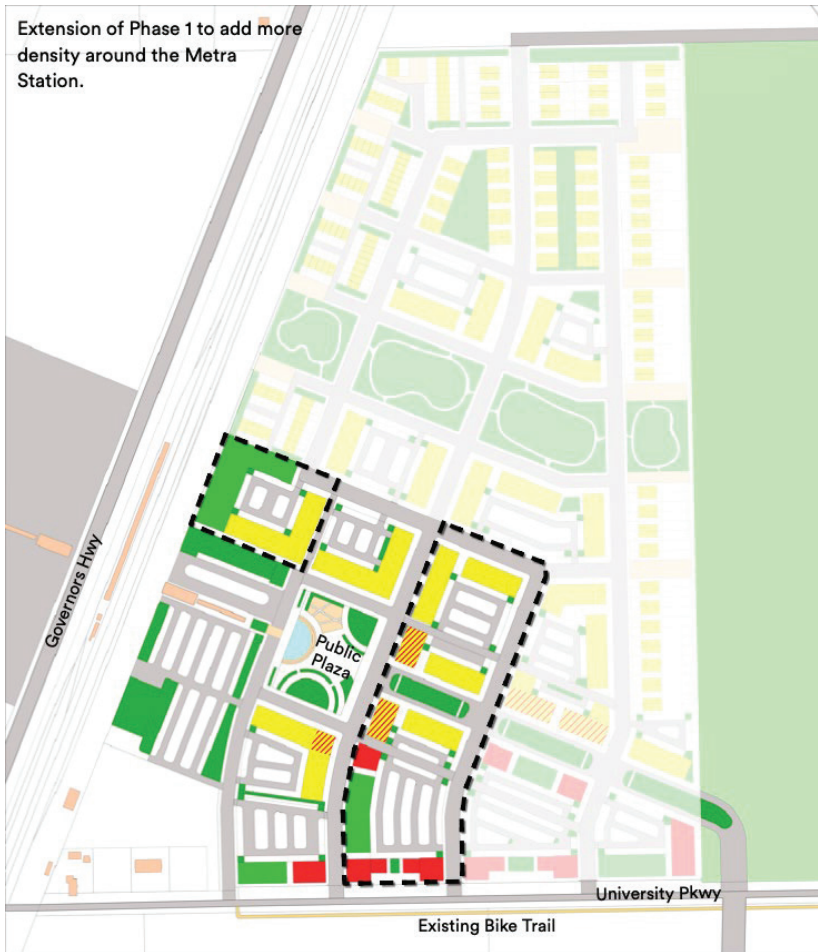 Extension of Phase 1 to add more
density around the Metra
Station.
Governors Hwy
Public
Plaza
University Pkwy
Existing Bike Trail